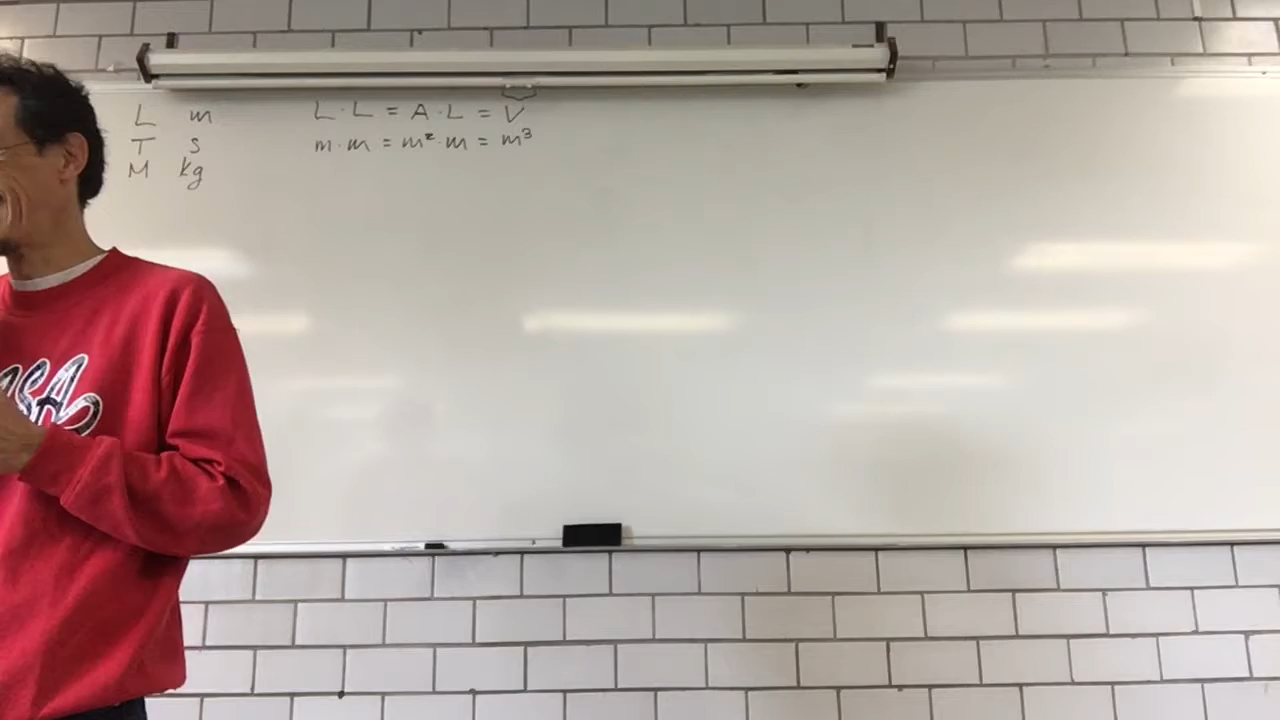 L m L · L = A · L = V
T s m · m = m² · m = m³
M kg